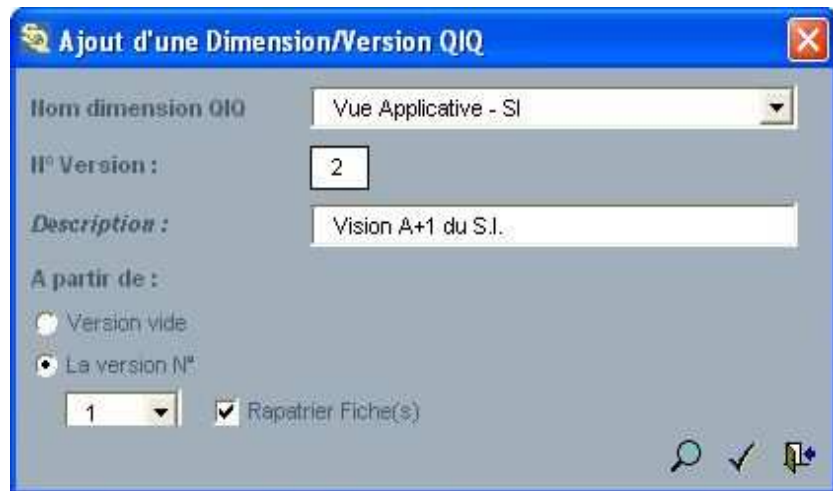 Ajout d'une Dimension/Version QIQ
Nom dimension QIQ Vue Applicative - SI
N° Version : 2
Description : Vision A+1 du S.I.
A partir de :
Version vide
La version N°
1 Rapatrier Fiche(s)